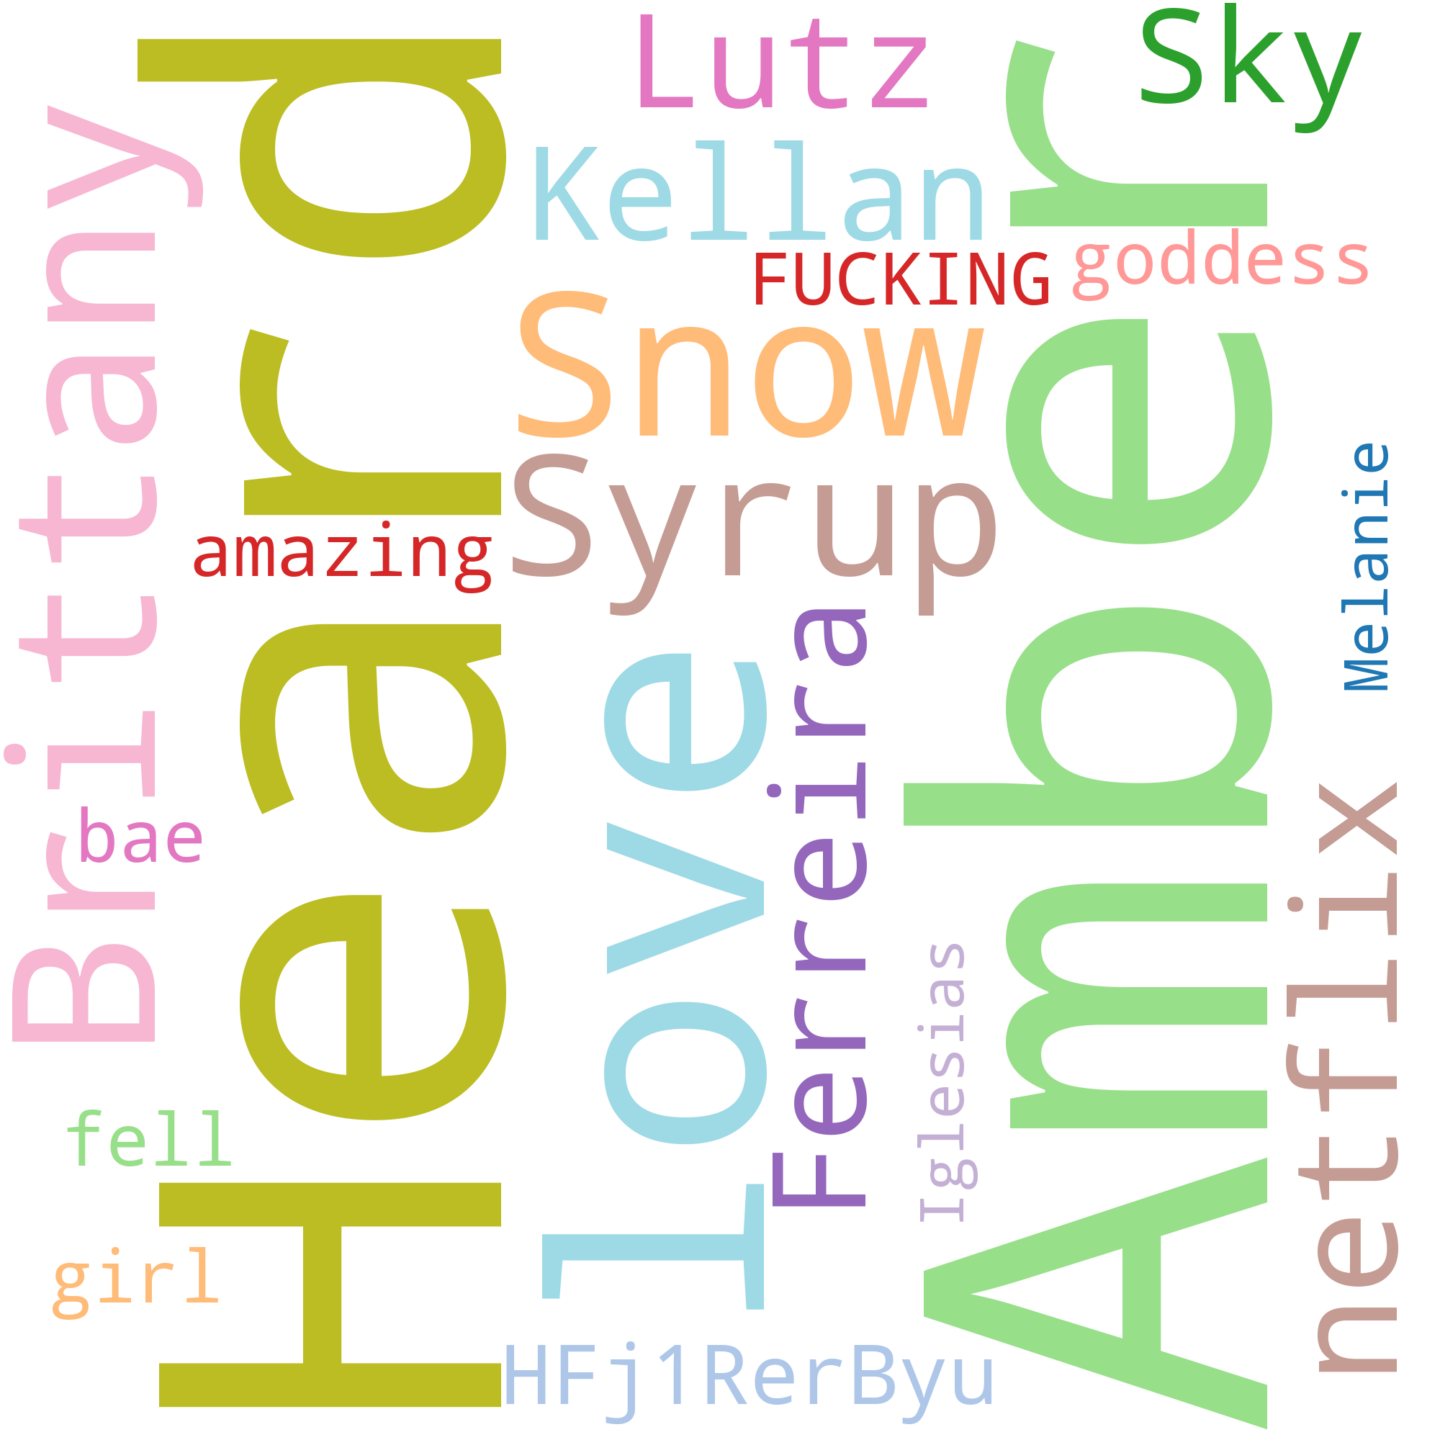 Lutz
Sky
Kellan
FUCKING
goddess
Snow
Syrup
Brittany
Heard
Amber
amazing
Melanie
love
Ferreira
bae
netflix
Iglesias
fell
girl
HFj1RerByu